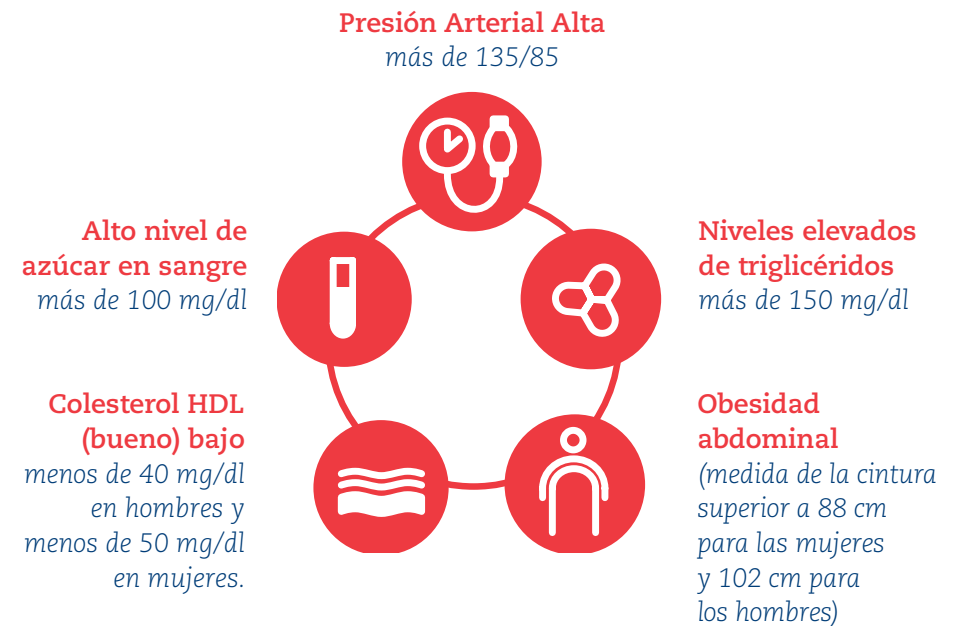 Presión Arterial Alta
más de 135/85
Alto nivel de
azúcar en sangre
más de 100 mg/dl
Niveles elevados
de triglicéridos
más de 150 mg/dl
Colesterol HDL
(bueno) bajo
menos de 40 mg/dl
en hombres y
menos de 50 mg/dl
en mujeres.
Obesidad
abdominal
(medida de la cintura
superior a 88 cm
para las mujeres
y 102 cm para
los hombres)